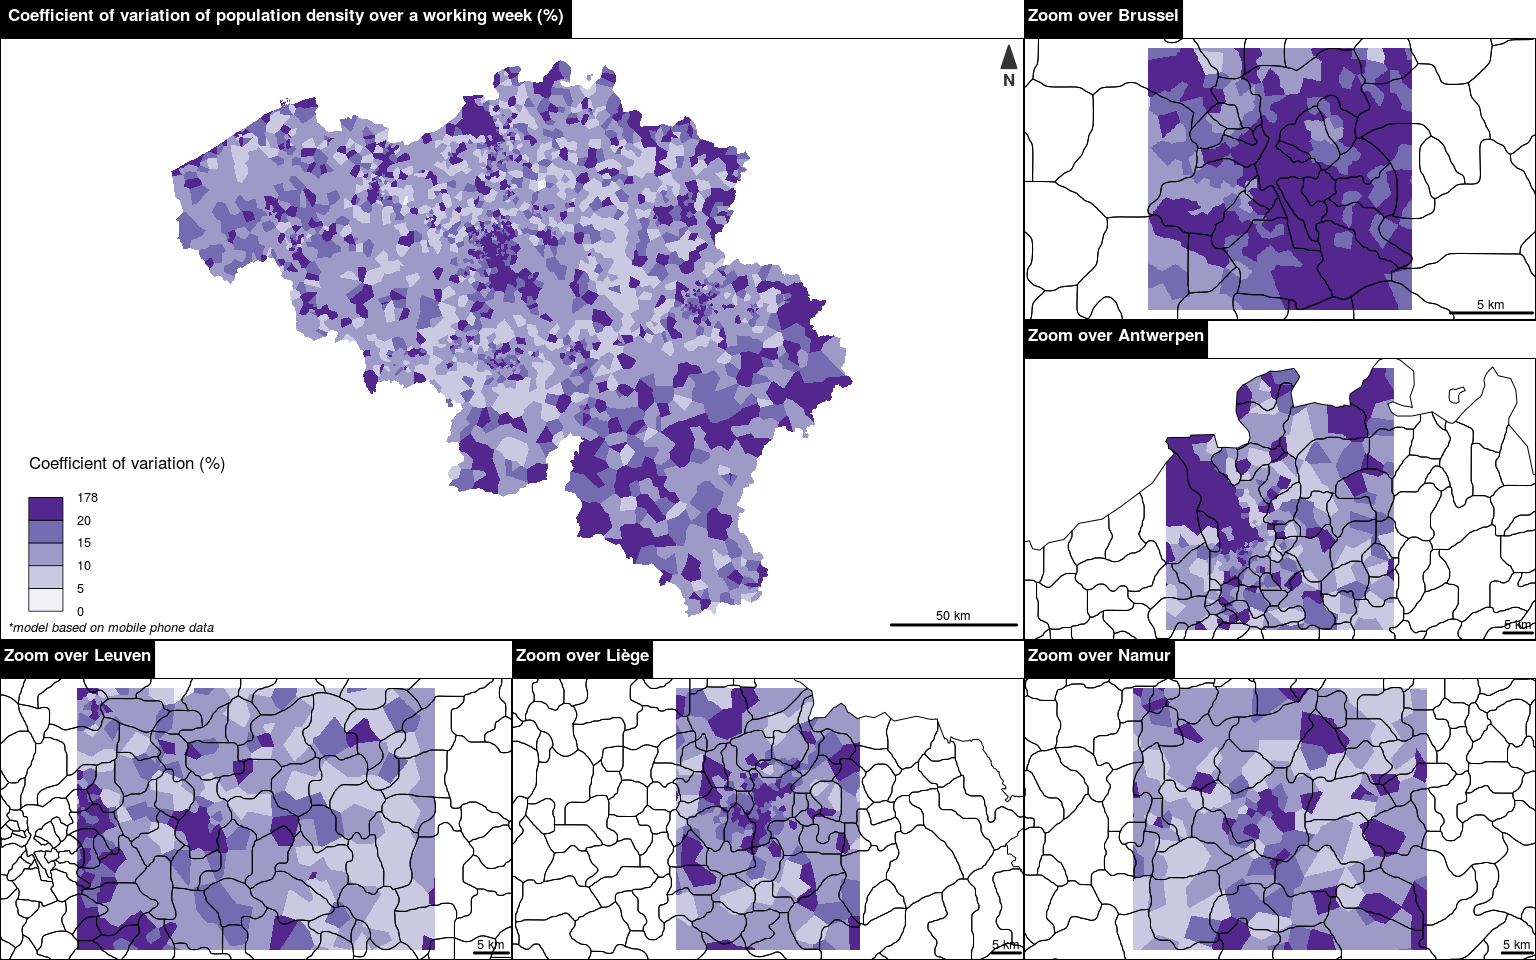 Coefficient of variation of population density over a working week (%)
N
Coefficient of variation (%)
178
20
15
10
5
0
*model based on mobile phone data
50 km
Zoom over Brussel
5 km
Zoom over Antwerpen
5 km
Zoom over Leuven
5 km
Zoom over Liège
5 km
Zoom over Namur
5 km